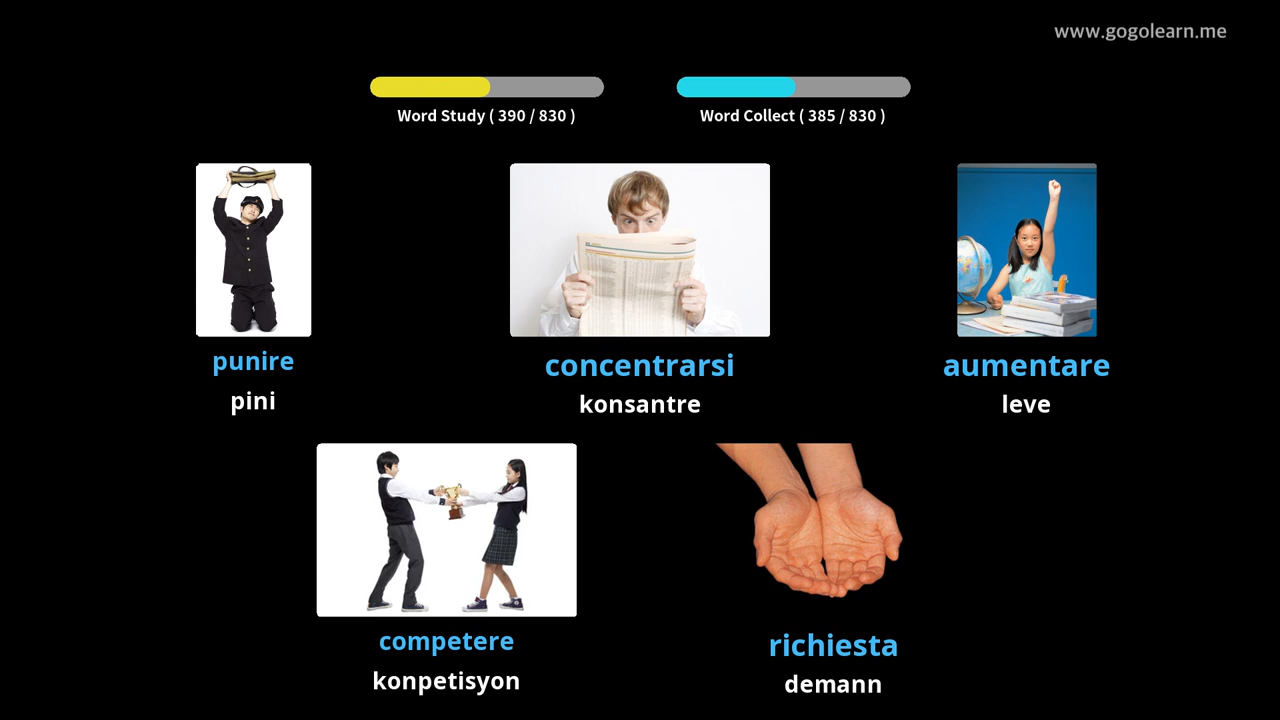 www.gogolearn.me
Word Study ( 390 / 830 )
Word Collect ( 385 / 830 )
punire
pini
concentrarsi
konsantre
aumentare
leve
competere
konpetisyon
richiesta
demann